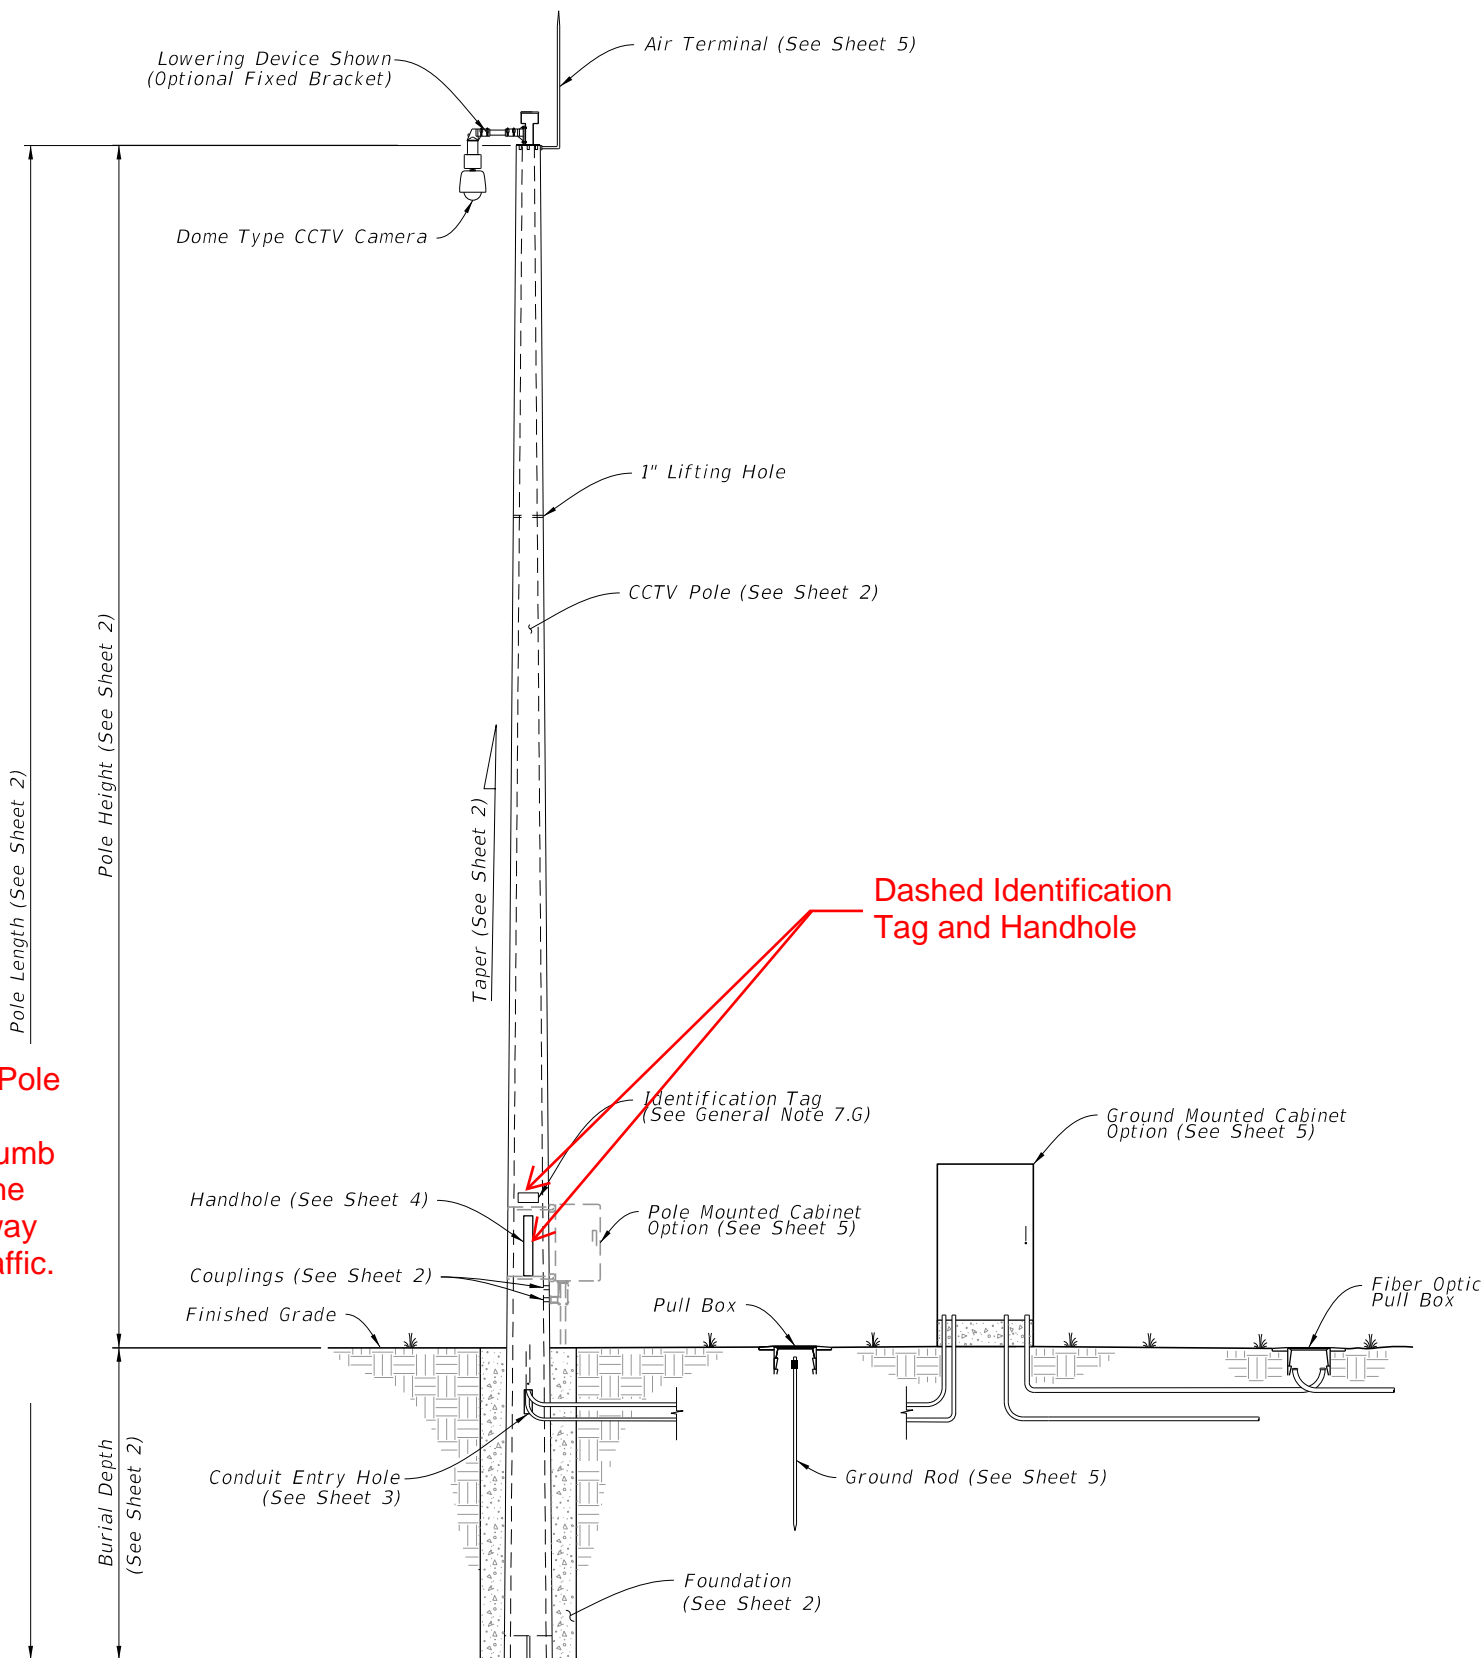 Lowering Device Shown
(Optional Fixed Bracket)
Air Terminal (See Sheet 5)
Dome Type CCTV Camera
1" Lifting Hole
CCTV Pole (See Sheet 2)
Pole Length (See Sheet 2)
Pole Height (See Sheet 2)
Taper (See Sheet 2)
Dashed Identification
Tag and Handhole
Pole
umb
ne
way
affic.
Identification Tag
(See General Note 7.G)
Ground Mounted Cabinet
Option (See Sheet 5)
Handhole (See Sheet 4)
Pole Mounted Cabinet
Option (See Sheet 5)
Couplings (See Sheet 2)
Finished Grade
Pull Box
Fiber Optic
Pull Box
Conduit Entry Hole
(See Sheet 3)
Ground Rod (See Sheet 5)
Burial Depth
(See Sheet 2)
Foundation
(See Sheet 2)